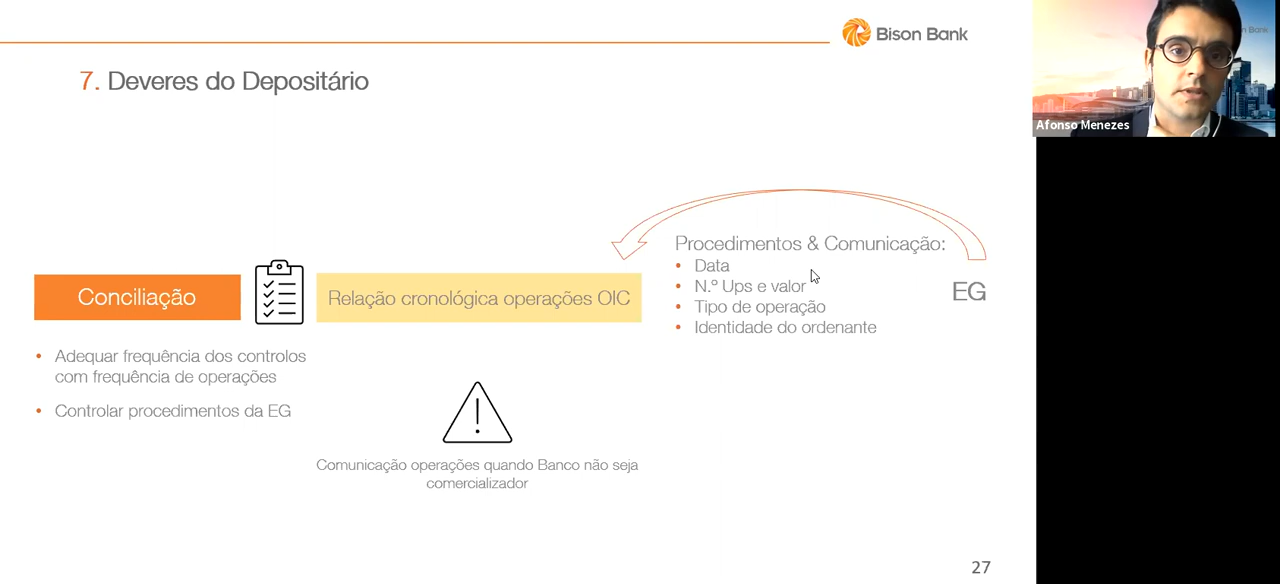 Bison Bank
7. Deveres do Depositário
Afonso Menezes
Procedimentos & Comunicação:
• Data
• N.º Ups e valor
• Tipo de operação
• Identidade do ordenante
EG
Conciliação
Relação cronológica operações OIC
• Adequar frequência dos controlos
com frequência de operações
• Controlar procedimentos da EG
Comunicação operações quando Banco não seja
comercializador
27